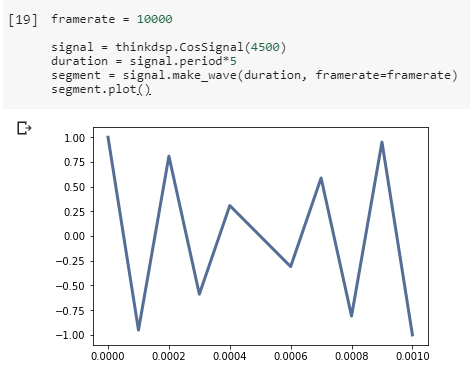 [19] framerate = 10000
signal = thinkdsp.CosSignal(4500)
duration = signal.period*5
segment = signal.make_wave(duration, framerate=framerate)
segment.plot()
1.00
0.75
0.50
0.25
0.00
−0.25
−0.50
−0.75
−1.00
0.0000 0.0002 0.0004 0.0006 0.0008 0.0010